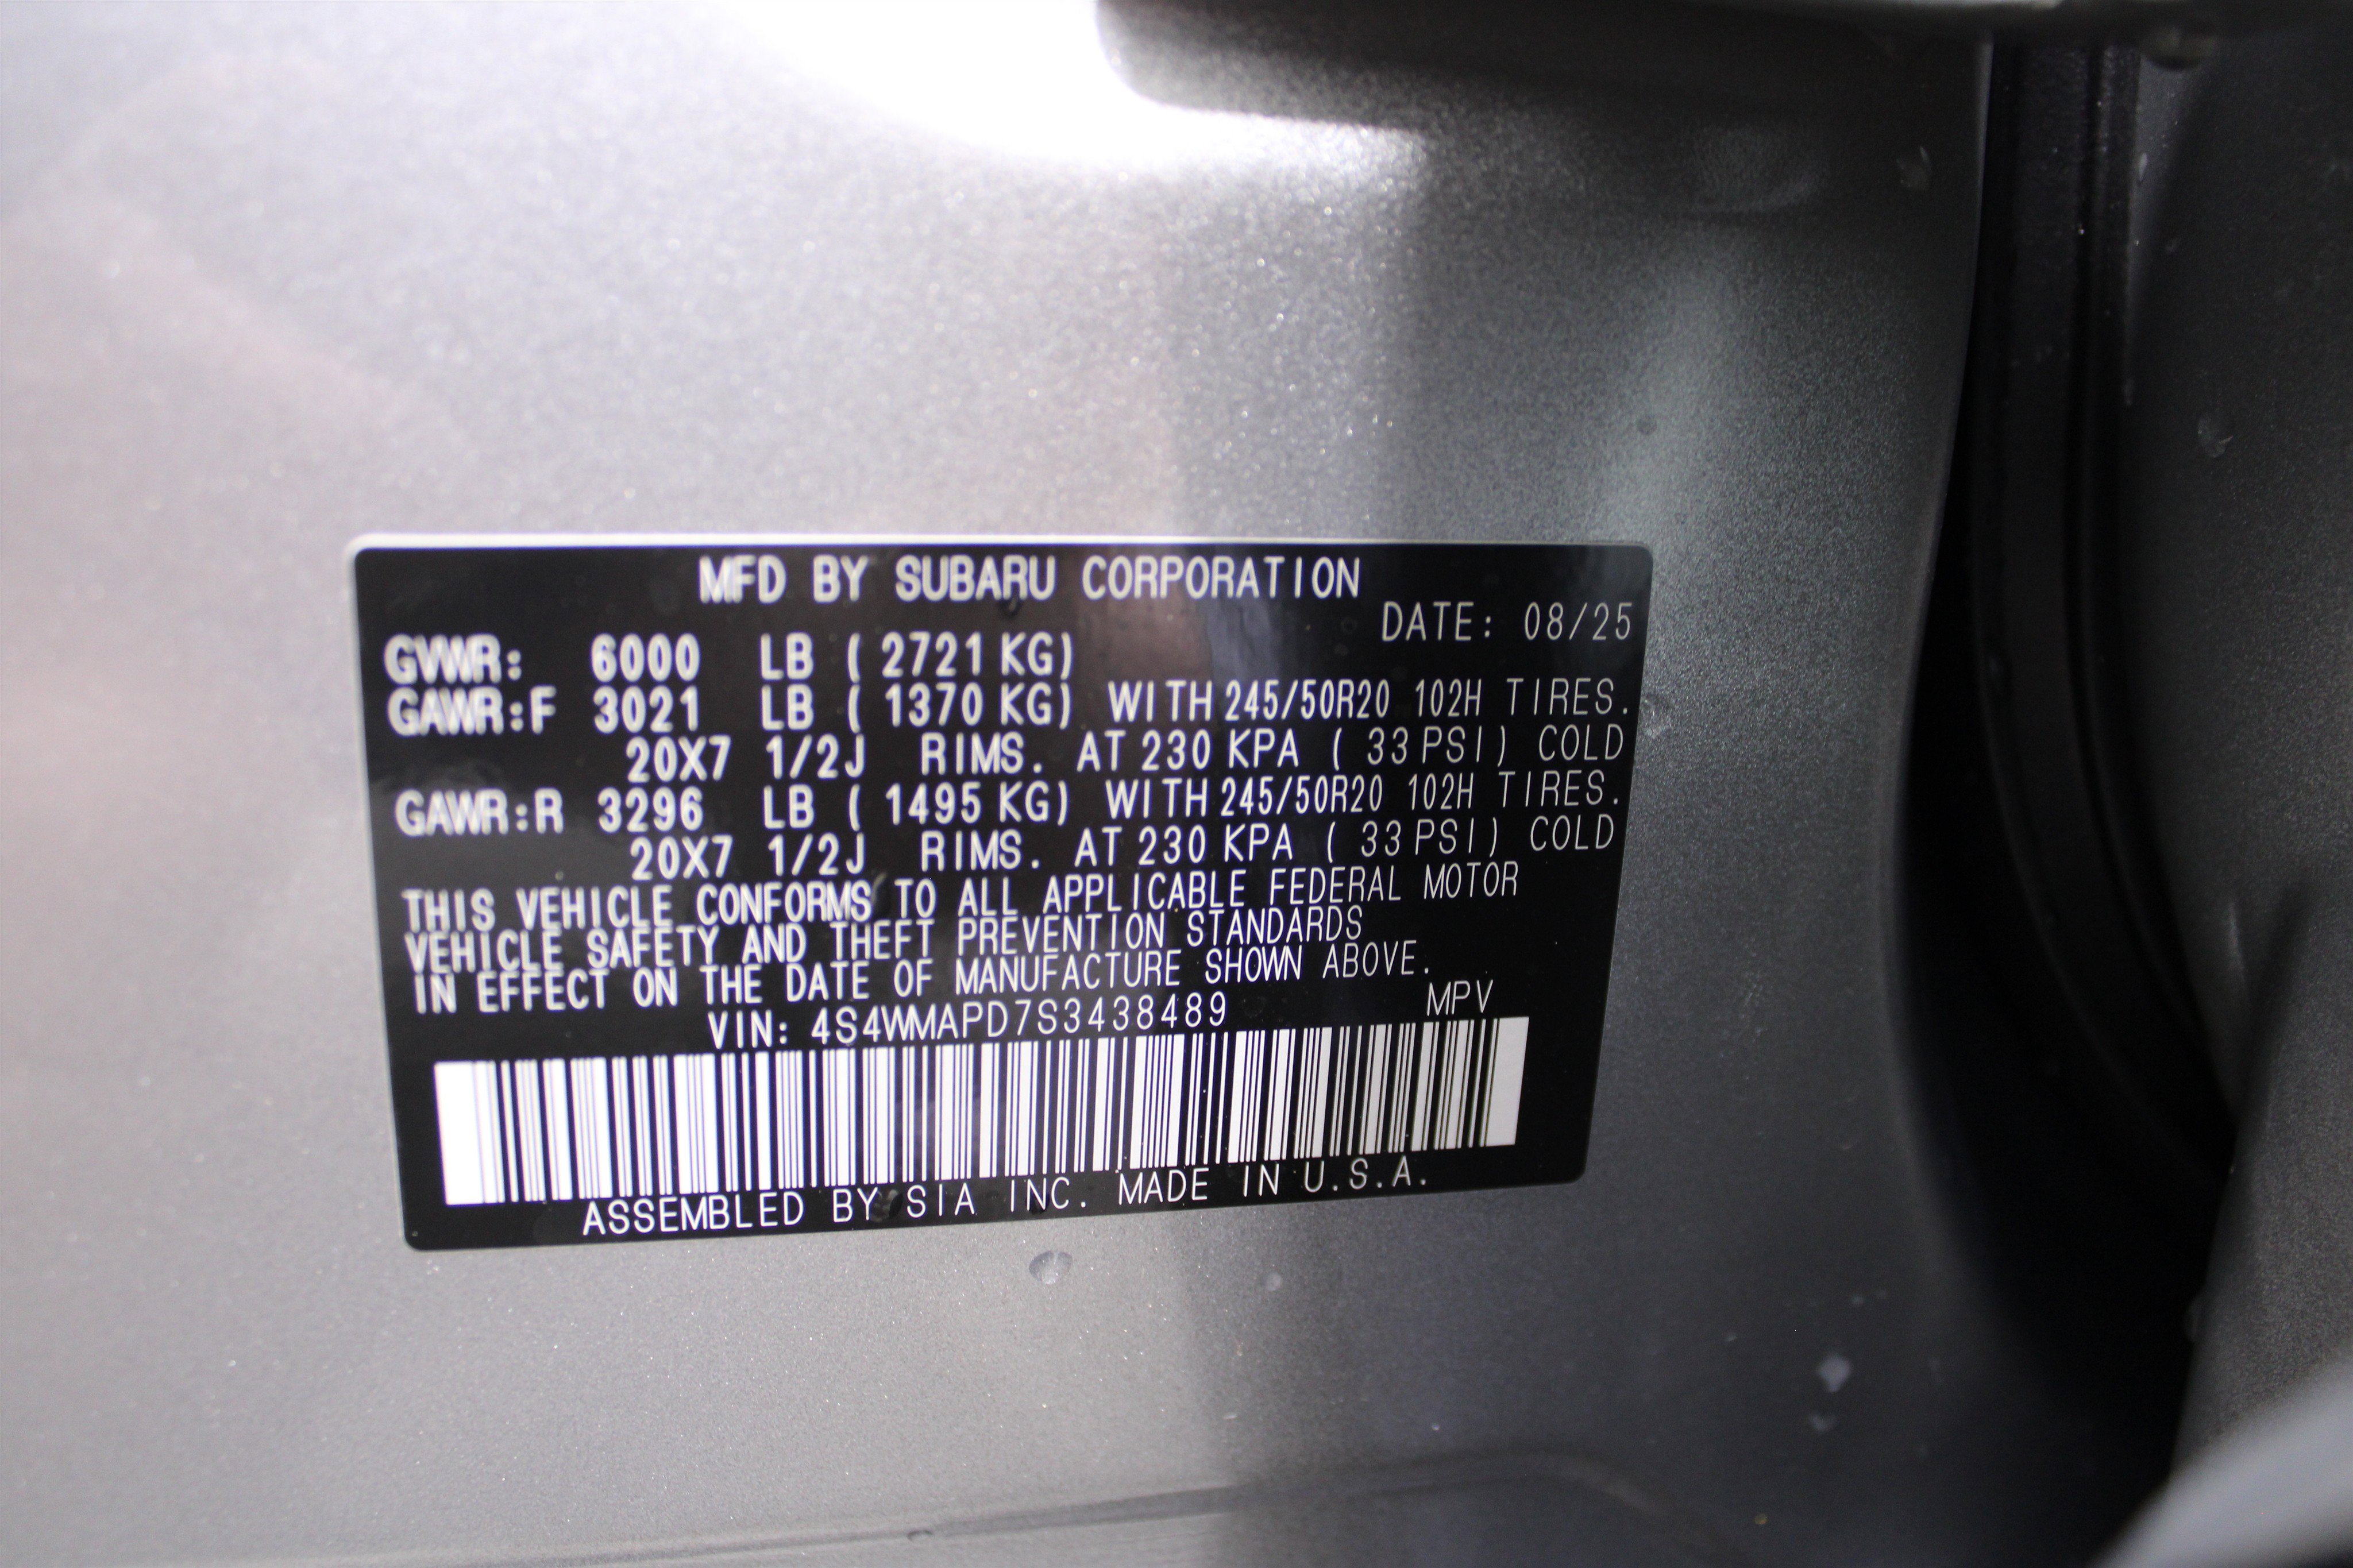 MFD BY SUBARU CORPORATION
DATE: 08/25
GVWR: 6000 LB ( 2721 KG)
GAWR:F 3021 LB ( 1370 KG) WITH 245/50R20 102H TIRES.
20X7 1/2J RIMS. AT 230 KPA ( 33 PSI) COLD
GAWR:R 3296 LB ( 1495 KG) WITH 245/50R20 102H TIRES.
20X7 1/2J RIMS. AT 230 KPA ( 33 PSI) COLD
THIS VEHICLE CONFORMS TO ALL APPLICABLE FEDERAL MOTOR
VEHICLE SAFETY AND THEFT PREVENTION STANDARDS
IN EFFECT ON THE DATE OF MANUFACTURE SHOWN ABOVE.
VIN: 4S4WMAPD7S3438489 MPV
ASSEMBLED BY SIA INC. MADE IN U.S.A.